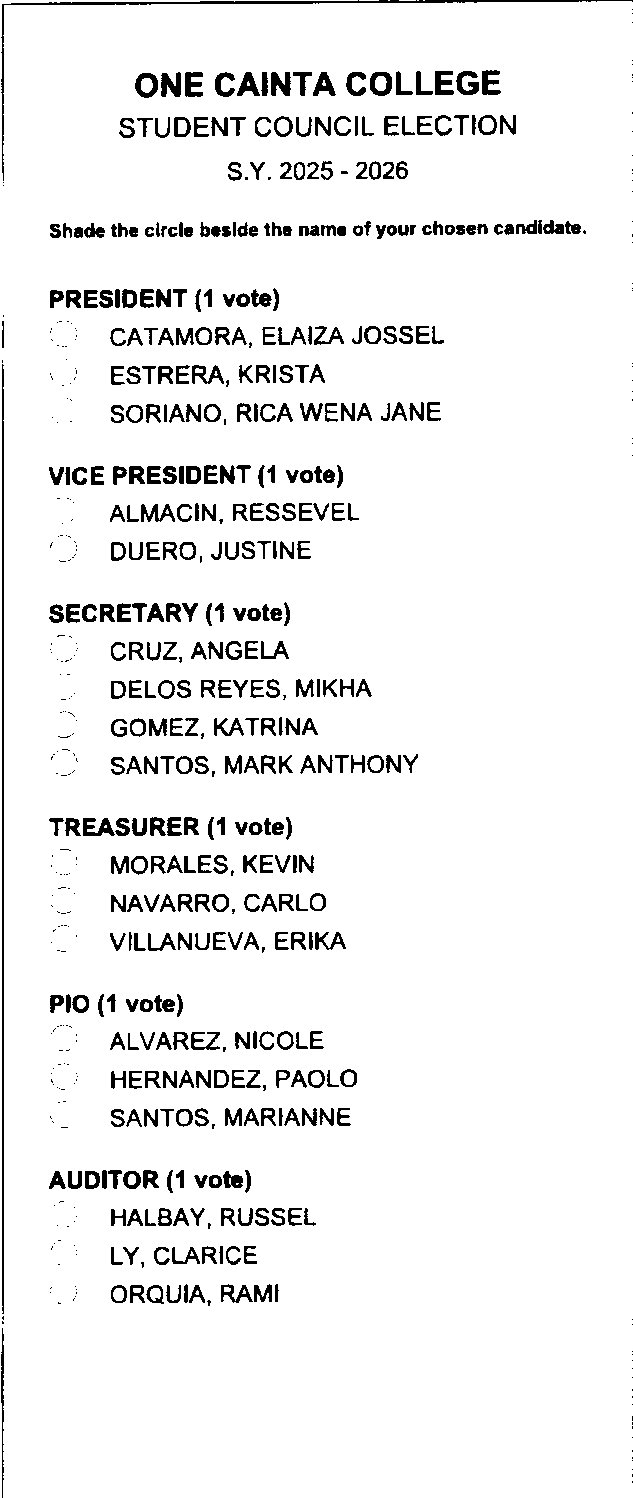 ONE CAINTA COLLEGE
STUDENT COUNCIL ELECTION
S.Y. 2025 - 2026
Shade the circle beside the name of your chosen candidate.
PRESIDENT (1 vote)
CATAMORA, ELAIZA JOSSEL
ESTRERA, KRISTA
SORIANO, RICA WENA JANE
VICE PRESIDENT (1 vote)
ALMACIN, RESSEVEL
DUERO, JUSTINE
SECRETARY (1 vote)
CRUZ, ANGELA
DELOS REYES, MIKHA
GOMEZ, KATRINA
SANTOS, MARK ANTHONY
TREASURER (1 vote)
MORALES, KEVIN
NAVARRO, CARLO
VILLANUEVA, ERIKA
PIO (1 vote)
ALVAREZ, NICOLE
HERNANDEZ, PAOLO
SANTOS, MARIANNE
AUDITOR (1 vote)
HALBAY, RUSSEL
LY, CLARICE
ORQUIA, RAMI